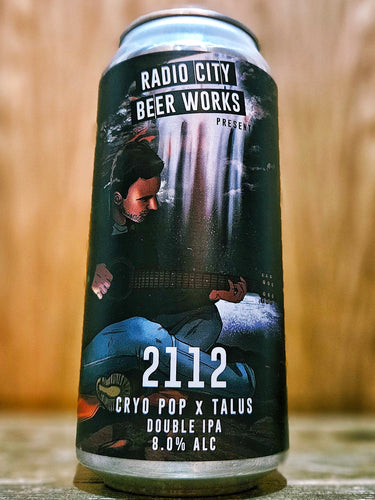 RADIO CITY
BEER WORKS
PRESENT
2112
CRYO POP X TALUS
DOUBLE IPA
8.0% ALC